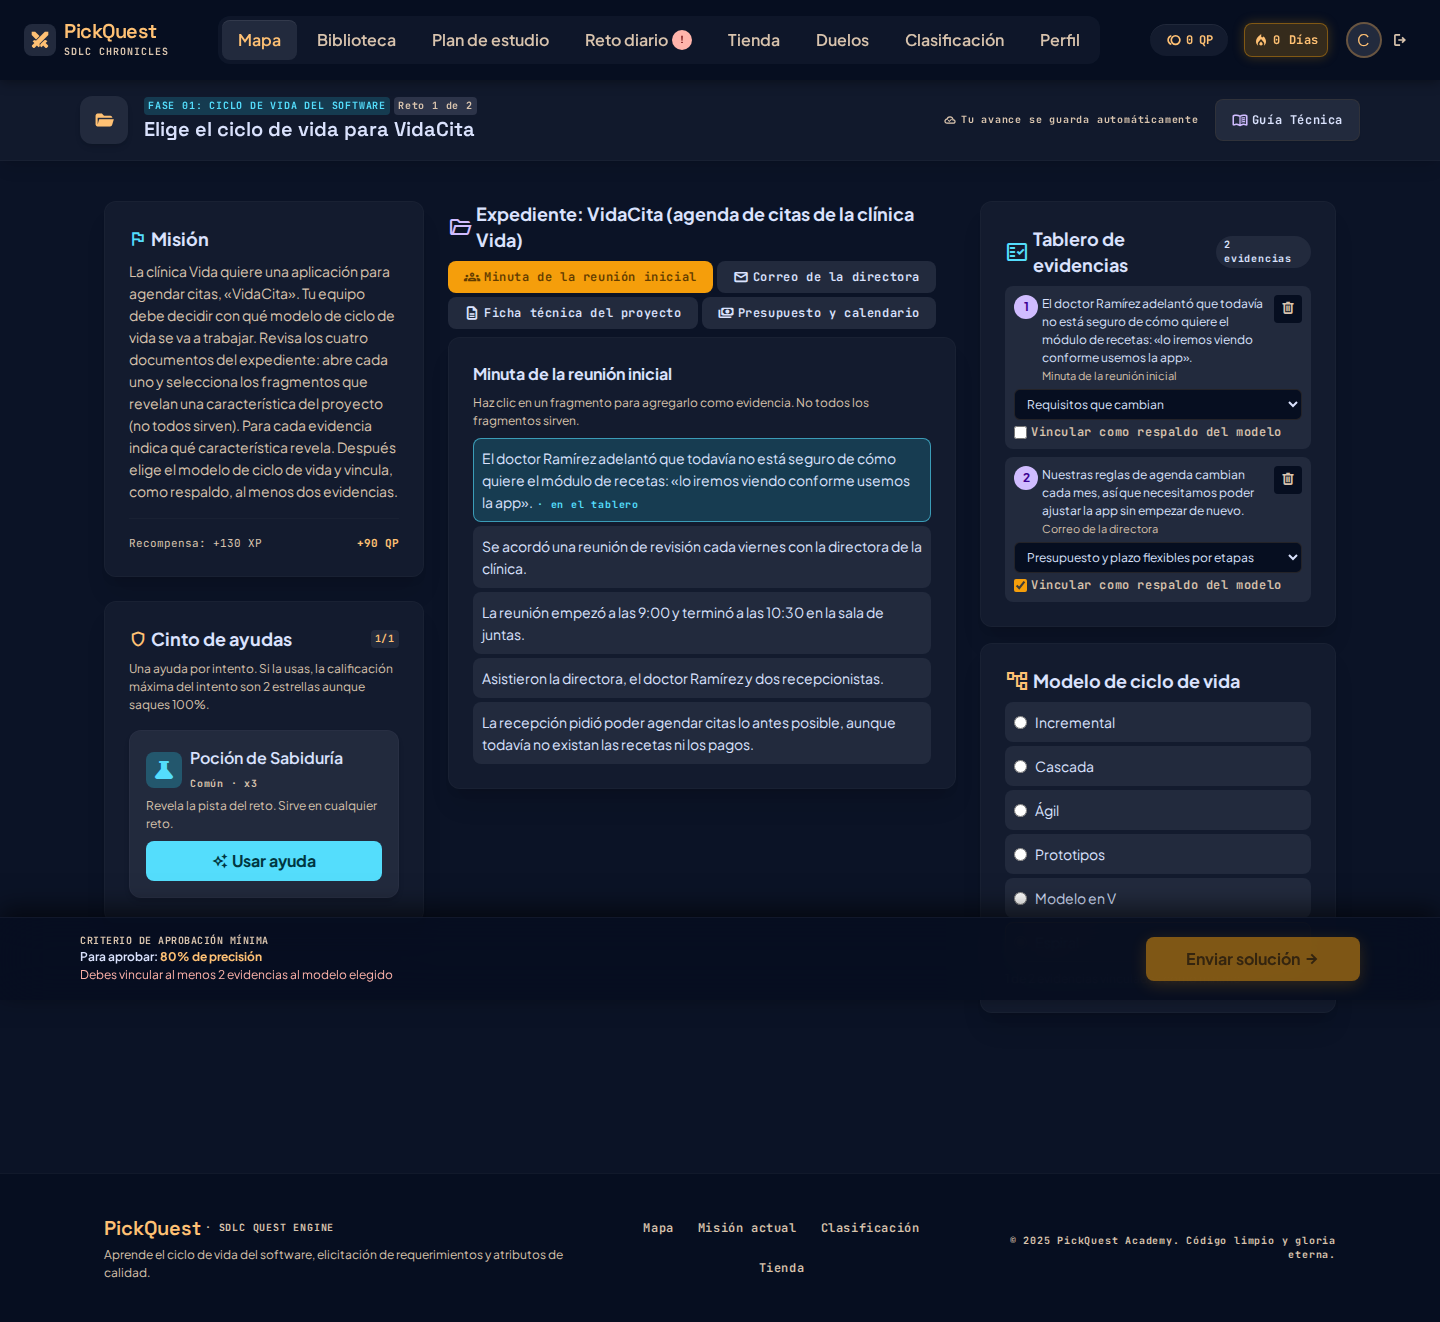 PickQuest
SDLC CHRONICLES
Mapa
Biblioteca
Plan de estudio
Reto diario !
Tienda
Duelos
Clasificación
Perfil
0 QP
0 Días
C
FASE 01: CICLO DE VIDA DEL SOFTWARE
Reto 1 de 2
Elige el ciclo de vida para VidaCita
Tu avance se guarda automáticamente
Guía Técnica
Misión
La clínica Vida quiere una aplicación para
agendar citas, «VidaCita». Tu equipo
debe decidir con qué modelo de ciclo de
vida se va a trabajar. Revisa los cuatro
documentos del expediente: abre cada
uno y selecciona los fragmentos que
revelan una característica del proyecto
(no todos sirven). Para cada evidencia
indica qué característica revela. Después
elige el modelo de ciclo de vida y vincula,
como respaldo, al menos dos evidencias.
Recompensa: +130 XP
+90 QP
Cinto de ayudas
1/1
Una ayuda por intento. Si la usas, la calificación
máxima del intento son 2 estrellas aunque
saques 100%.
Poción de Sabiduría
Común · x3
Revela la pista del reto. Sirve en cualquier
reto.
Usar ayuda
Expediente: VidaCita (agenda de citas de la clínica
Vida)
Minuta de la reunión inicial
Correo de la directora
Ficha técnica del proyecto
Presupuesto y calendario
Minuta de la reunión inicial
Haz clic en un fragmento para agregarlo como evidencia. No todos los
fragmentos sirven.
El doctor Ramírez adelantó que todavía no está seguro de cómo
quiere el módulo de recetas: «lo iremos viendo conforme usemos
la app». · en el tablero
Se acordó una reunión de revisión cada viernes con la directora de la
clínica.
La reunión empezó a las 9:00 y terminó a las 10:30 en la sala de
juntas.
Asistieron la directora, el doctor Ramírez y dos recepcionistas.
La recepción pidió poder agendar citas lo antes posible, aunque
todavía no existan las recetas ni los pagos.
Tablero de
evidencias
2
evidencias
1
El doctor Ramírez adelantó que todavía
no está seguro de cómo quiere el
módulo de recetas: «lo iremos viendo
conforme usemos la app».
Minuta de la reunión inicial
Requisitos que cambian
Vincular como respaldo del modelo
2
Nuestras reglas de agenda cambian
cada mes, así que necesitamos poder
ajustar la app sin empezar de nuevo.
Correo de la directora
Presupuesto y plazo flexibles por etapas
Vincular como respaldo del modelo
Modelo de ciclo de vida
Incremental
Cascada
Ágil
Prototipos
Modelo en V
CRITERIO DE APROBACIÓN MÍNIMA
Para aprobar: 80% de precisión
Debes vincular al menos 2 evidencias al modelo elegido
Enviar solución →
PickQuest · SDLC QUEST ENGINE
Aprende el ciclo de vida del software, elicitación de requerimientos y atributos de
calidad.
Mapa
Misión actual
Clasificación
Tienda
© 2025 PickQuest Academy. Código limpio y gloria
eterna.